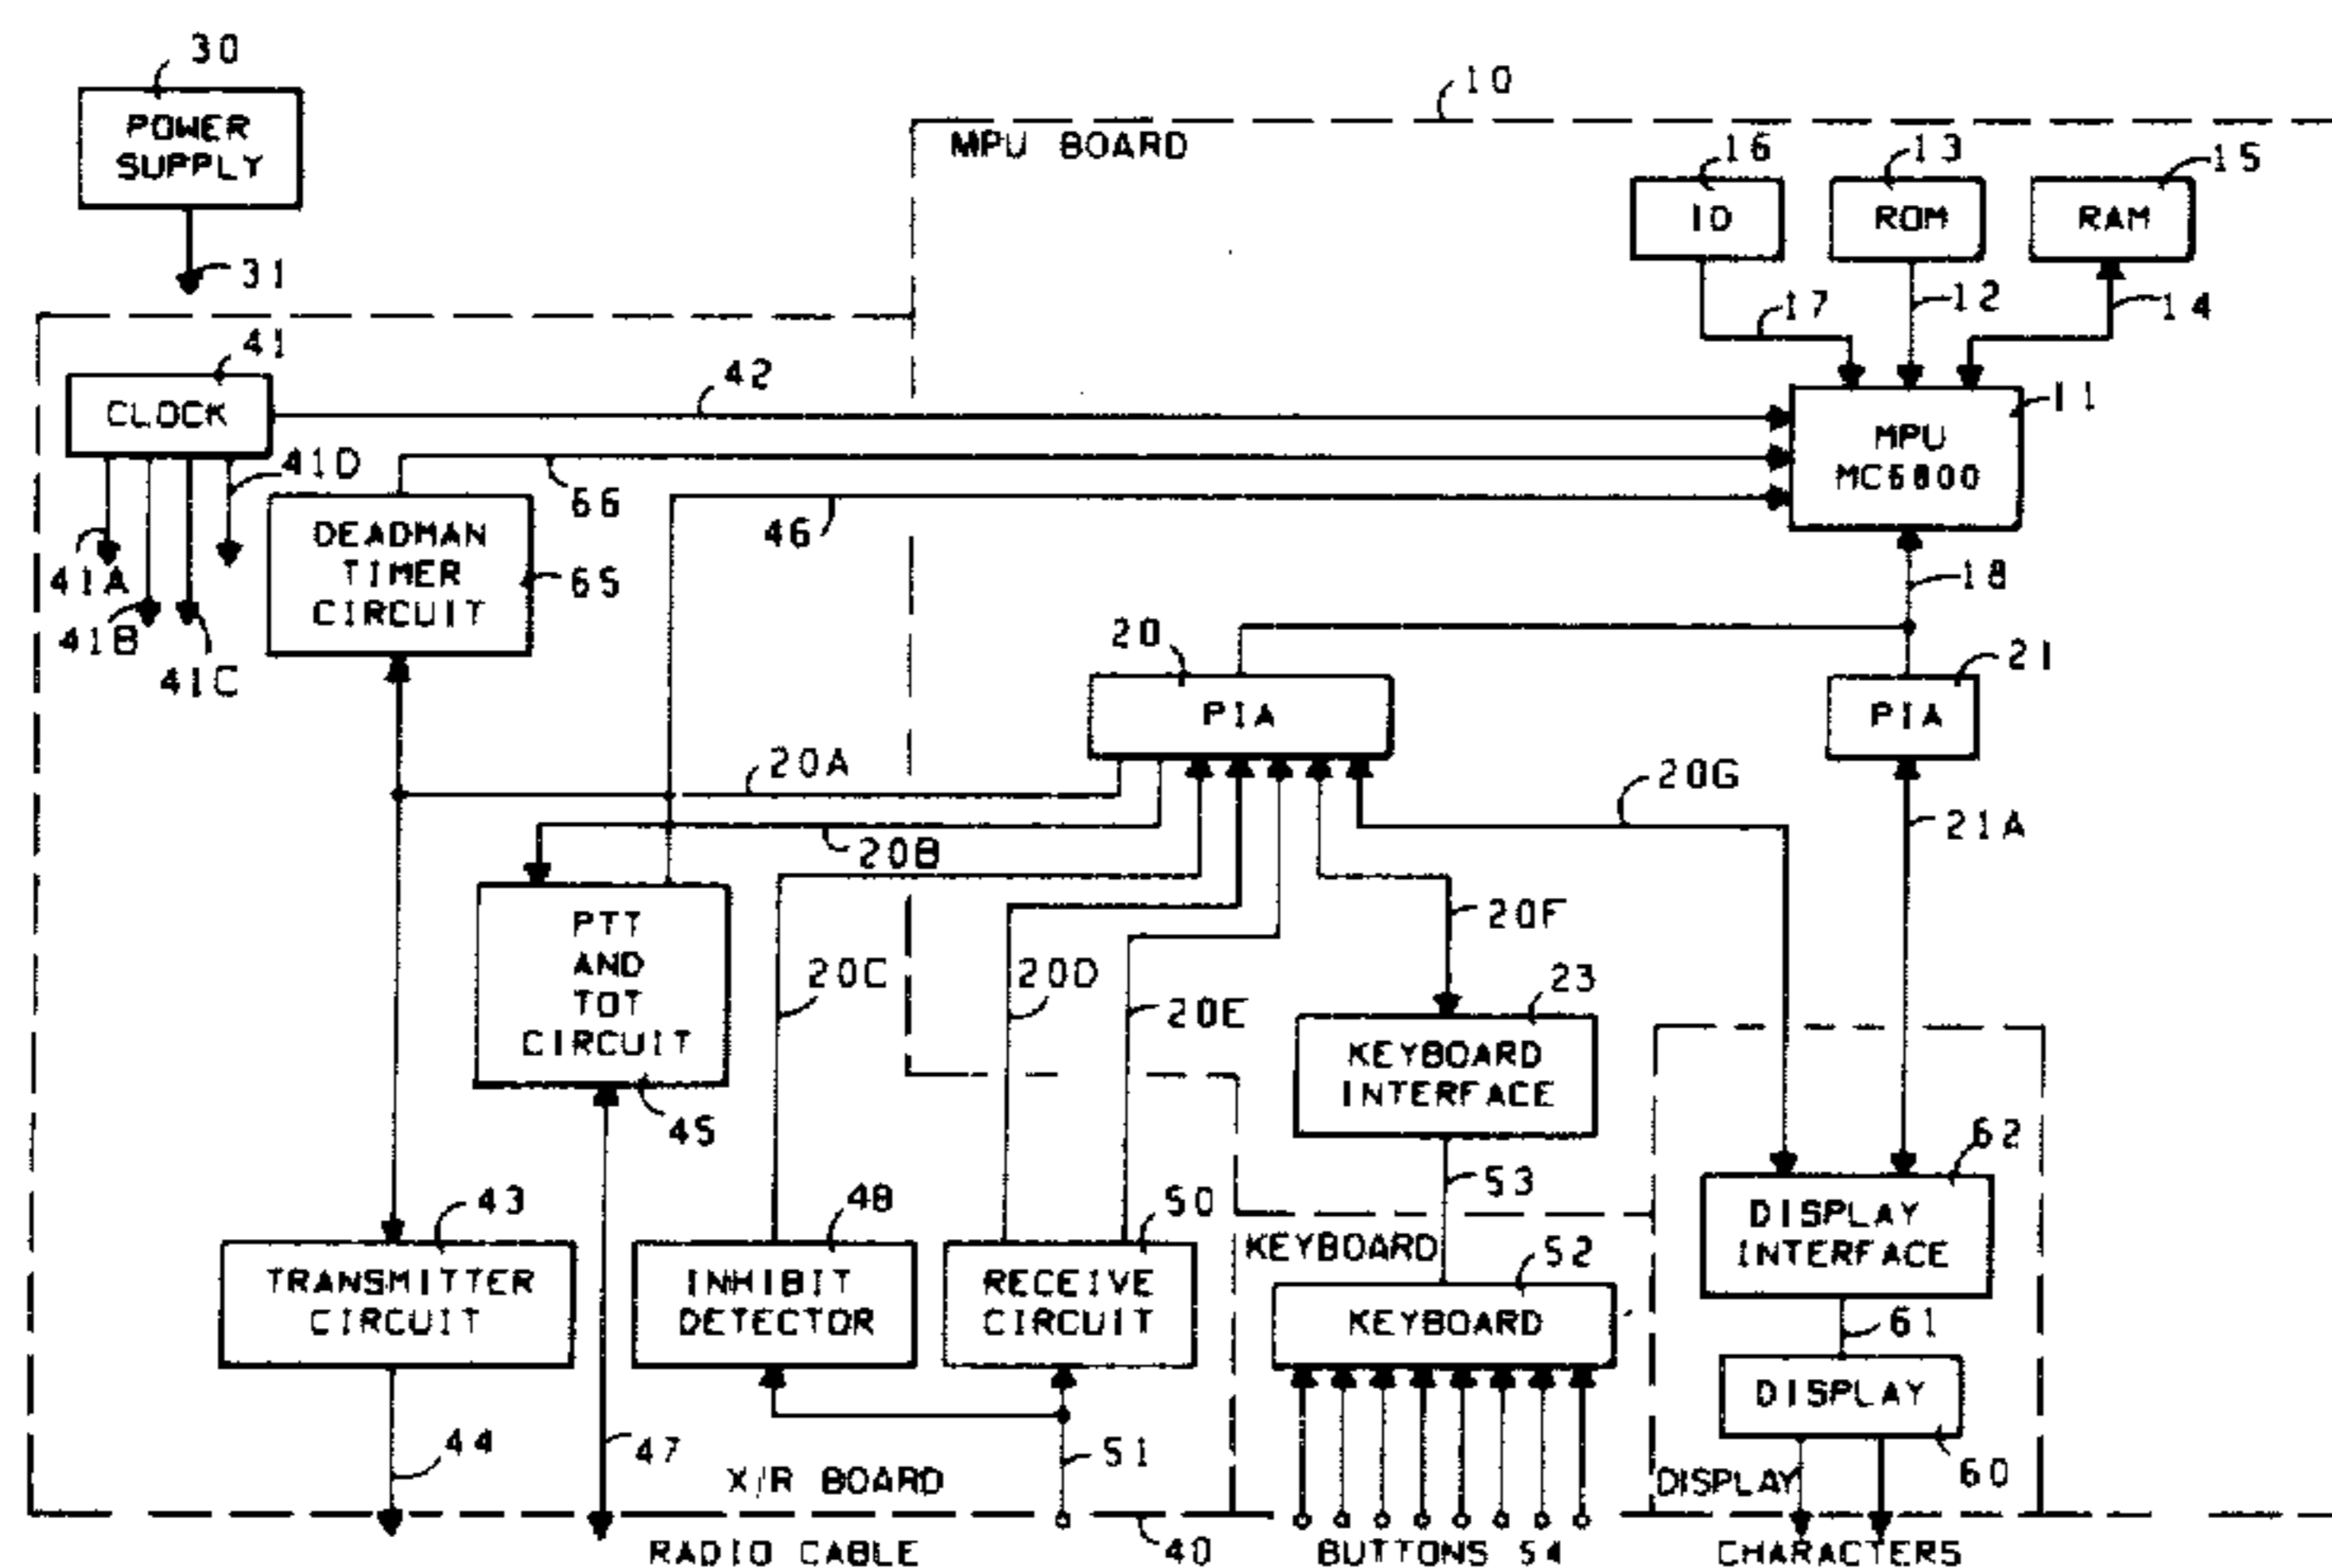 30
POWER
SUPPLY
31
10
MPU BOARD
16
13
15
ID
ROM
RAM
17
12
14
41
CLOCK
42
11
MPU
MC6800
41D
66
46
DEADMAN
TIMER
CIRCUIT
65
41A
41B
41C
18
20
PIA
21
PIA
20A
20B
20G
21A
PTT
AND
TOT
CIRCUIT
45
20C
20D
20E
20F
23
KEYBOARD
INTERFACE
62
DISPLAY
INTERFACE
53
43
TRANSMITTER
CIRCUIT
48
INHIBIT
DETECTOR
50
RECEIVE
CIRCUIT
KEYBOARD
52
KEYBOARD
61
DISPLAY
60
44
47
51
X/R BOARD
DISPLAY
RADIO CABLE
40
BUTTONS 54
CHARACTERS